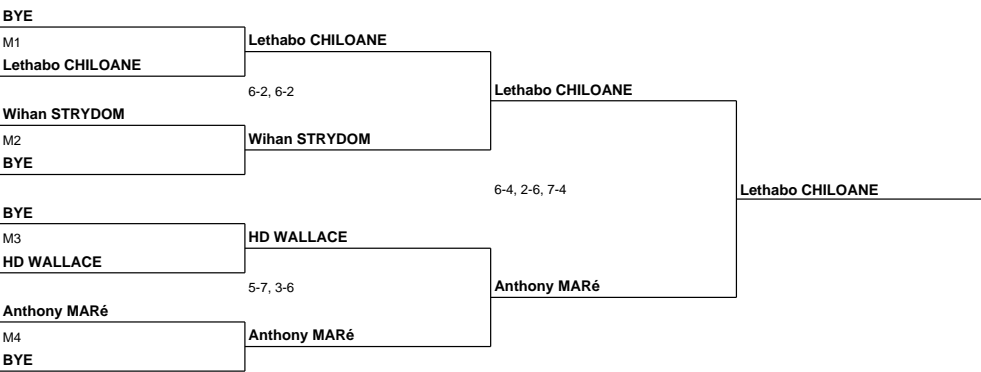 BYE
M1
Lethabo CHILOANE
Wihan STRYDOM
M2
BYE
BYE
M3
HD WALLACE
Anthony MARé
M4
BYE
Lethabo CHILOANE
6-2, 6-2
Wihan STRYDOM
HD WALLACE
5-7, 3-6
Anthony MARé
Lethabo CHILOANE
6-4, 2-6, 7-4
Anthony MARé
Lethabo CHILOANE